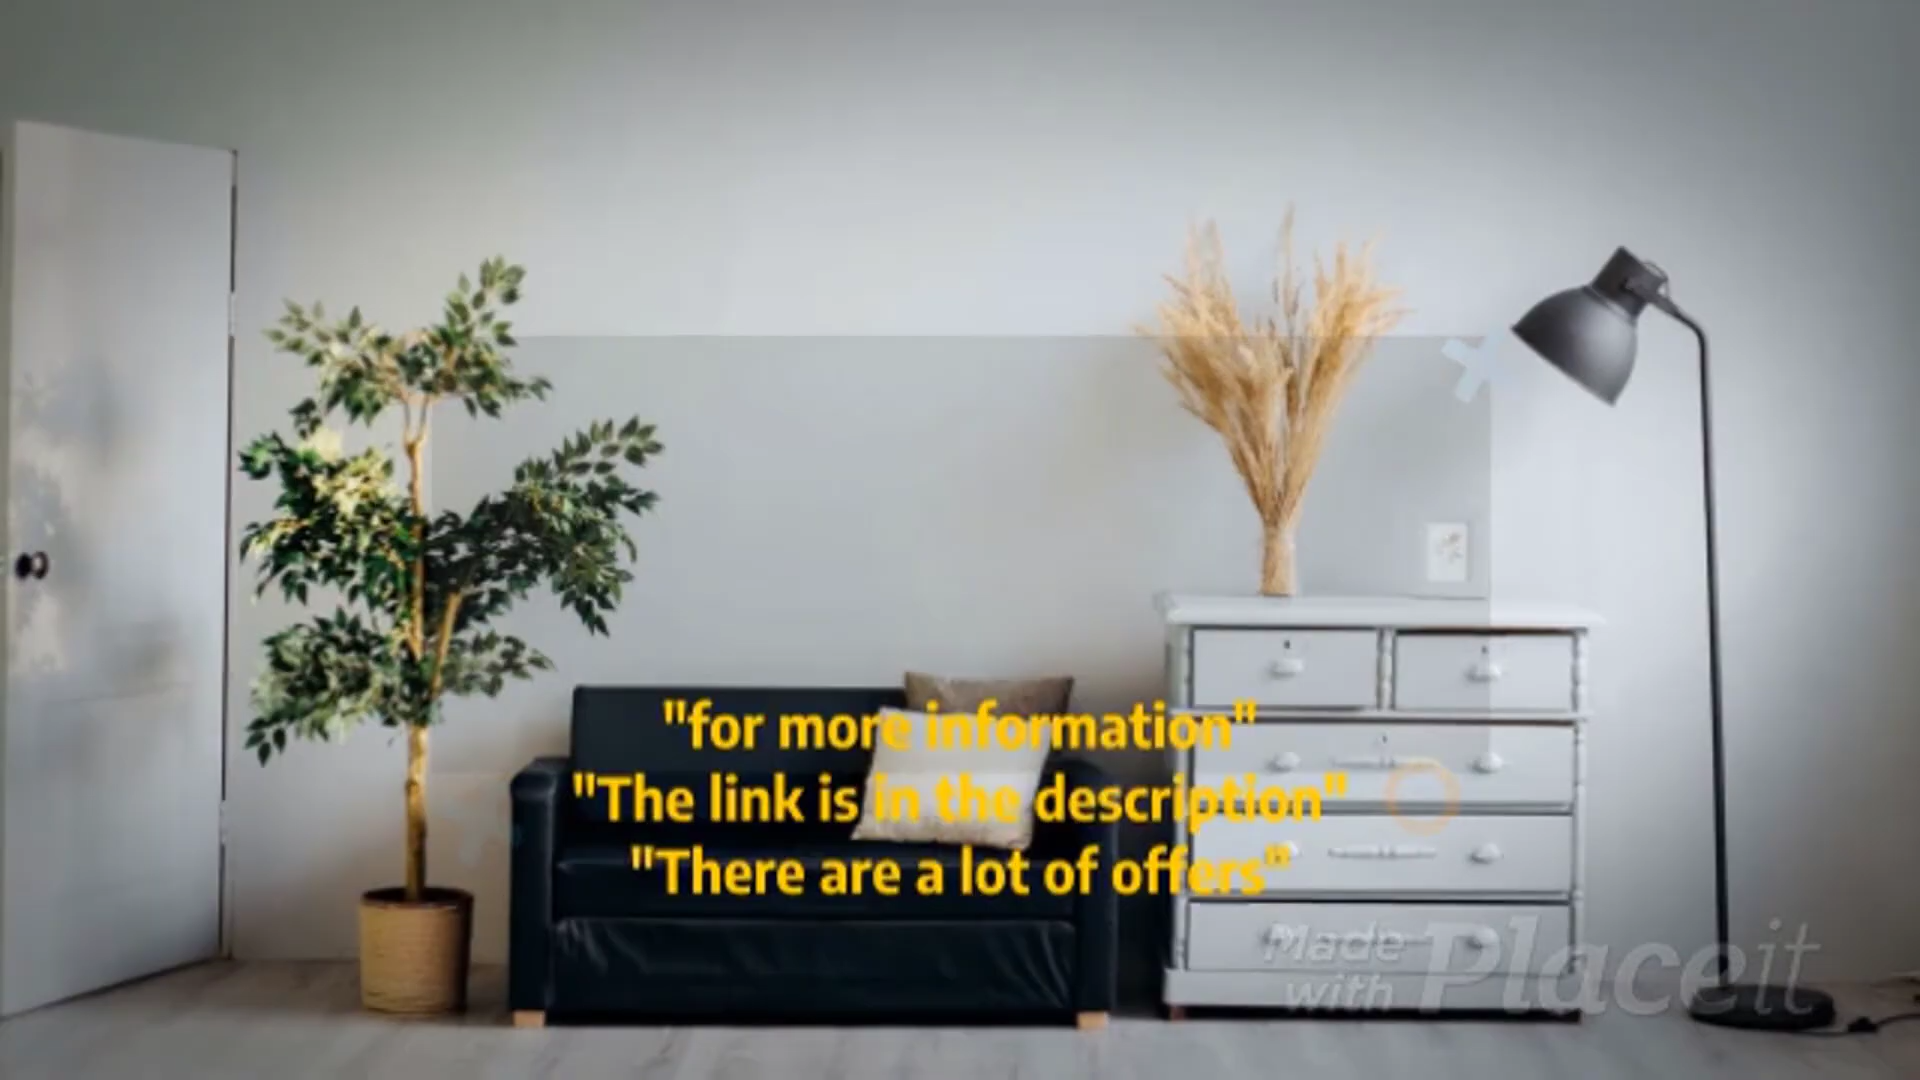 "for more information"
"The link is in the description"
"There are a lot of offers"
Made
with Placeit